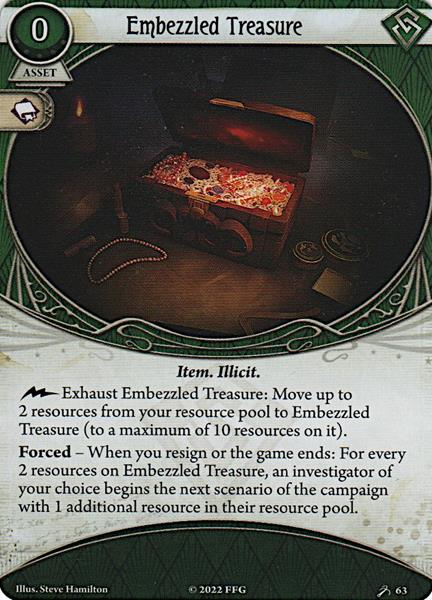 0
Embezzled Treasure
ASSET
Item. Illicit.
Exhaust Embezzled Treasure: Move up to
2 resources from your resource pool to Embezzled
Treasure (to a maximum of 10 resources on it).
Forced – When you resign or the game ends: For every
2 resources on Embezzled Treasure, an investigator of
your choice begins the next scenario of the campaign
with 1 additional resource in their resource pool.
Illus. Steve Hamilton
© 2022 FFG
63